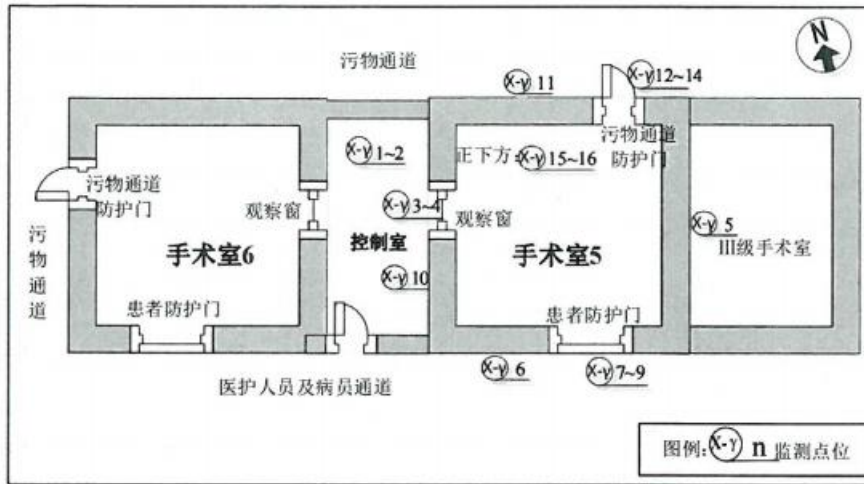 N
污物通道
X-γ 11
X-γ 12~14
X-γ 1~2
正下方:X-γ 15~16
污物通道
防护门
污物通道
防护门
观察窗
X-γ 3~4
观察窗
X-γ 5
III级手术室
污物通道
手术室6
控制室
手术室5
X-γ 10
患者防护门
患者防护门
医护人员及病员通道
X-γ 6
X-γ 7~9
图例:X-γ n 监测点位